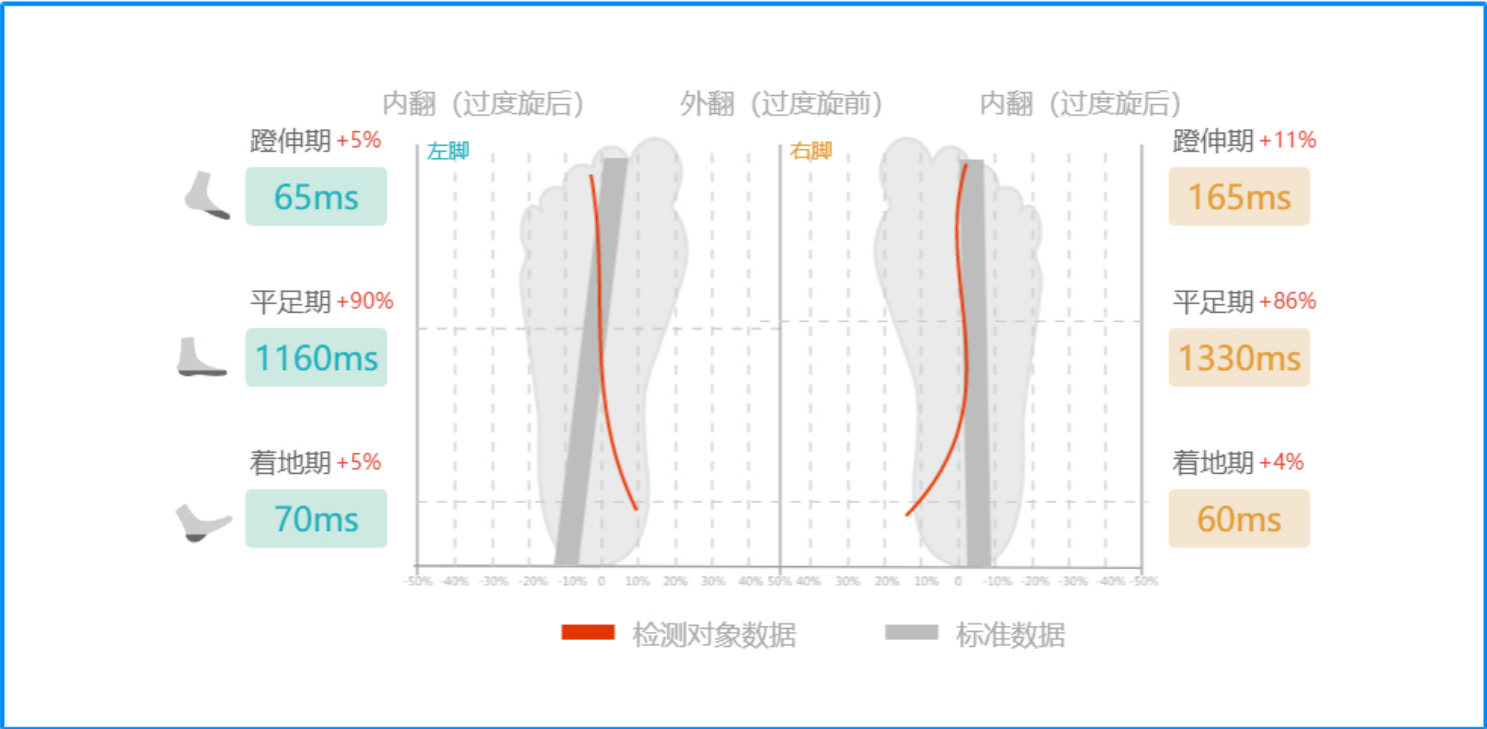 内翻（过度旋后） 外翻（过度旋前） 内翻（过度旋后）
蹬伸期 +5%
65ms
平足期 +90%
1160ms
着地期 +5%
70ms
左脚
右脚
蹬伸期 +11%
165ms
平足期 +86%
1330ms
着地期 +4%
60ms
-50% -40% -30% -20% -10% 0 10% 20% 30% 40% 50% 40% 30% 20% 10% 0 -10% -20% -30% -40% -50%
检测对象数据 标准数据